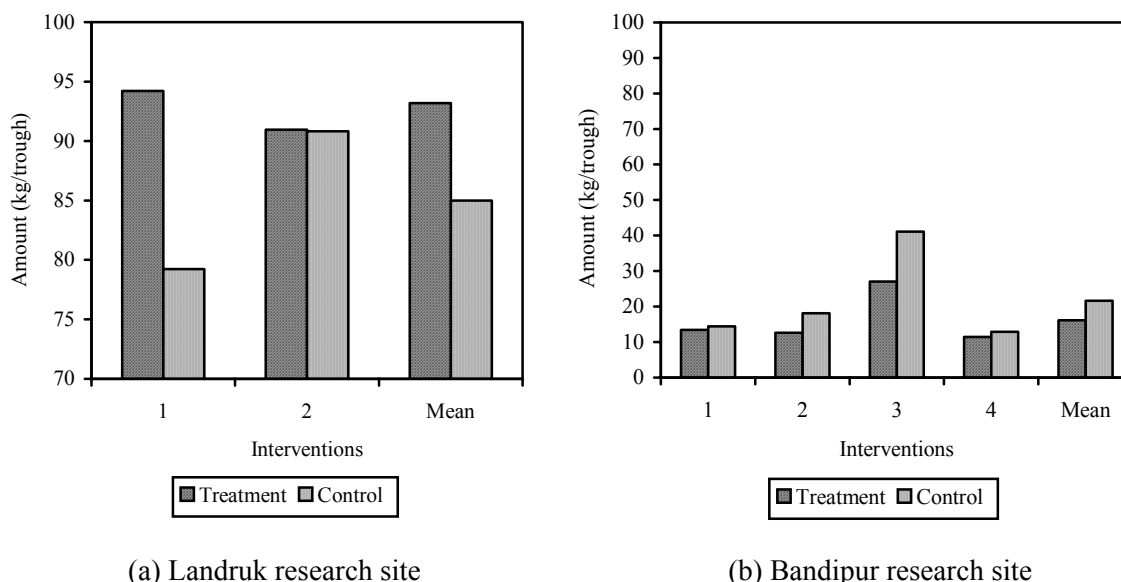 100
95
90
85
80
75
70
Amount (kg/trough)
1 2 Mean
Interventions
Treatment Control
(a) Landruk research site
100
90
80
70
60
50
40
30
20
10
0
Amount (kg/trough)
1 2 3 4 Mean
Interventions
Treatment Control
(b) Bandipur research site